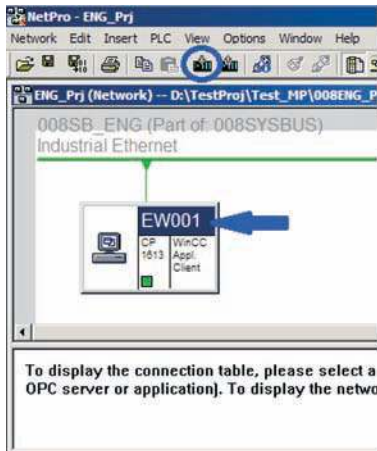 NetPro - ENG_Prj
Network Edit Insert PLC View Options Window Help
ENG_Prj (Network) -- D:\TestProj\Test_MP\008ENG_P
008SB_ENG (Part of: 008SYSBUS)
Industrial Ethernet
EW001
CP WinCC
1613 Appl.
Client
To display the connection table, please select a
OPC server or application). To display the netwo